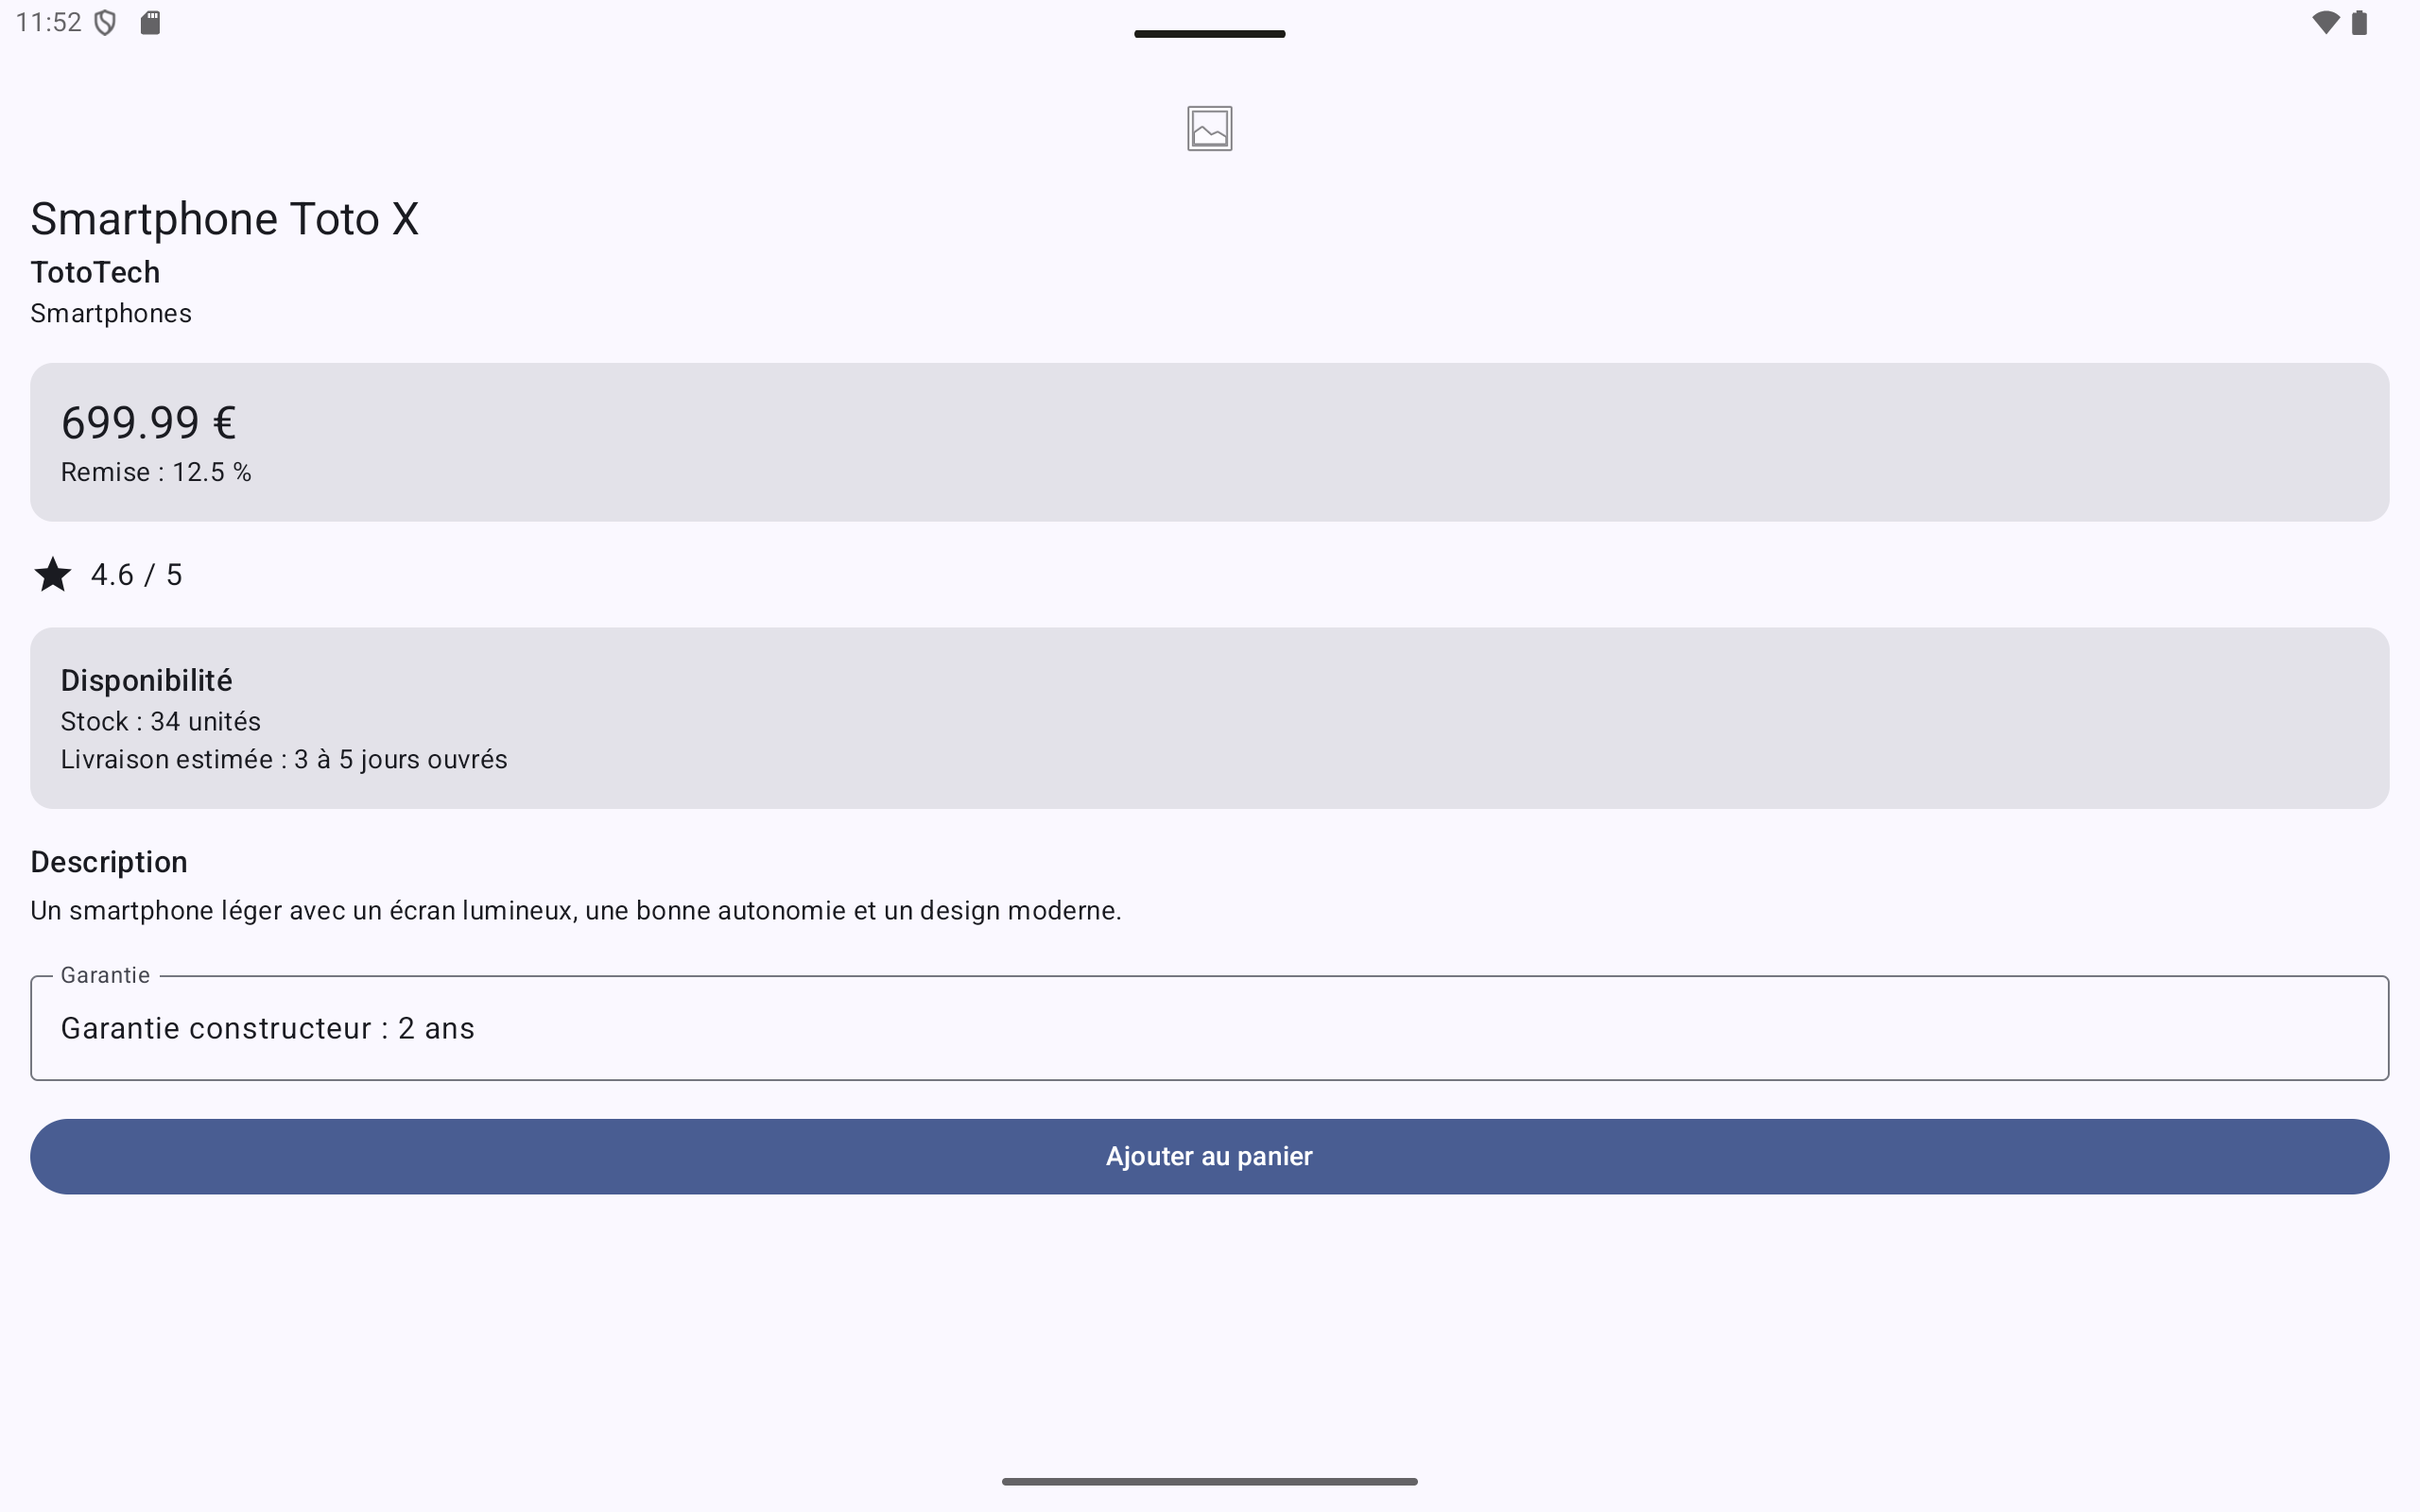 11:52
Smartphone Toto X
TotoTech
Smartphones
699.99 €
Remise : 12.5 %
4.6 / 5
Disponibilité
Stock : 34 unités
Livraison estimée : 3 à 5 jours ouvrés
Description
Un smartphone léger avec un écran lumineux, une bonne autonomie et un design moderne.
Garantie
Garantie constructeur : 2 ans
Ajouter au panier